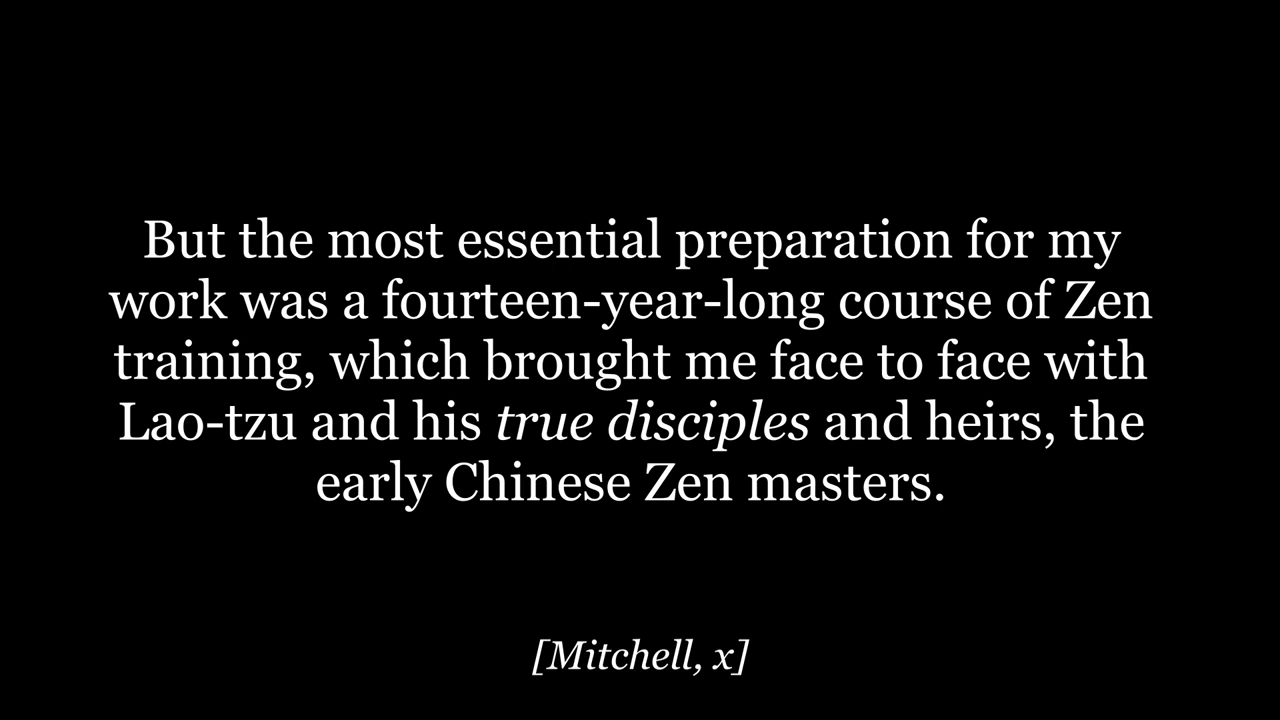 But the most essential preparation for my
work was a fourteen-year-long course of Zen
training, which brought me face to face with
Lao-tzu and his true disciples and heirs, the
early Chinese Zen masters.
[Mitchell, x]